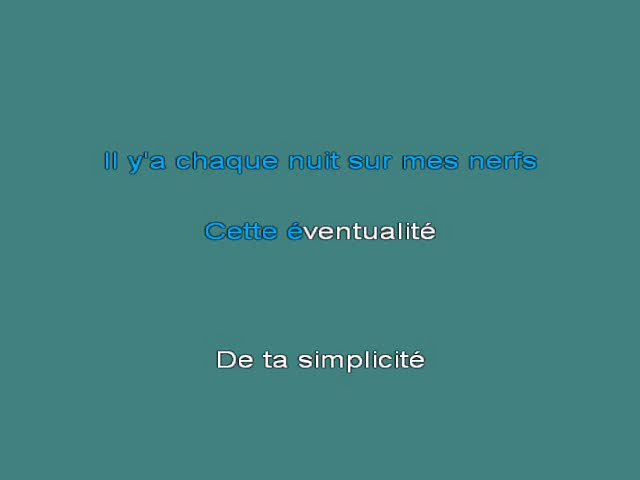 Il y'a chaque nuit sur mes nerfs
Cette éventualité
De ta simplicité